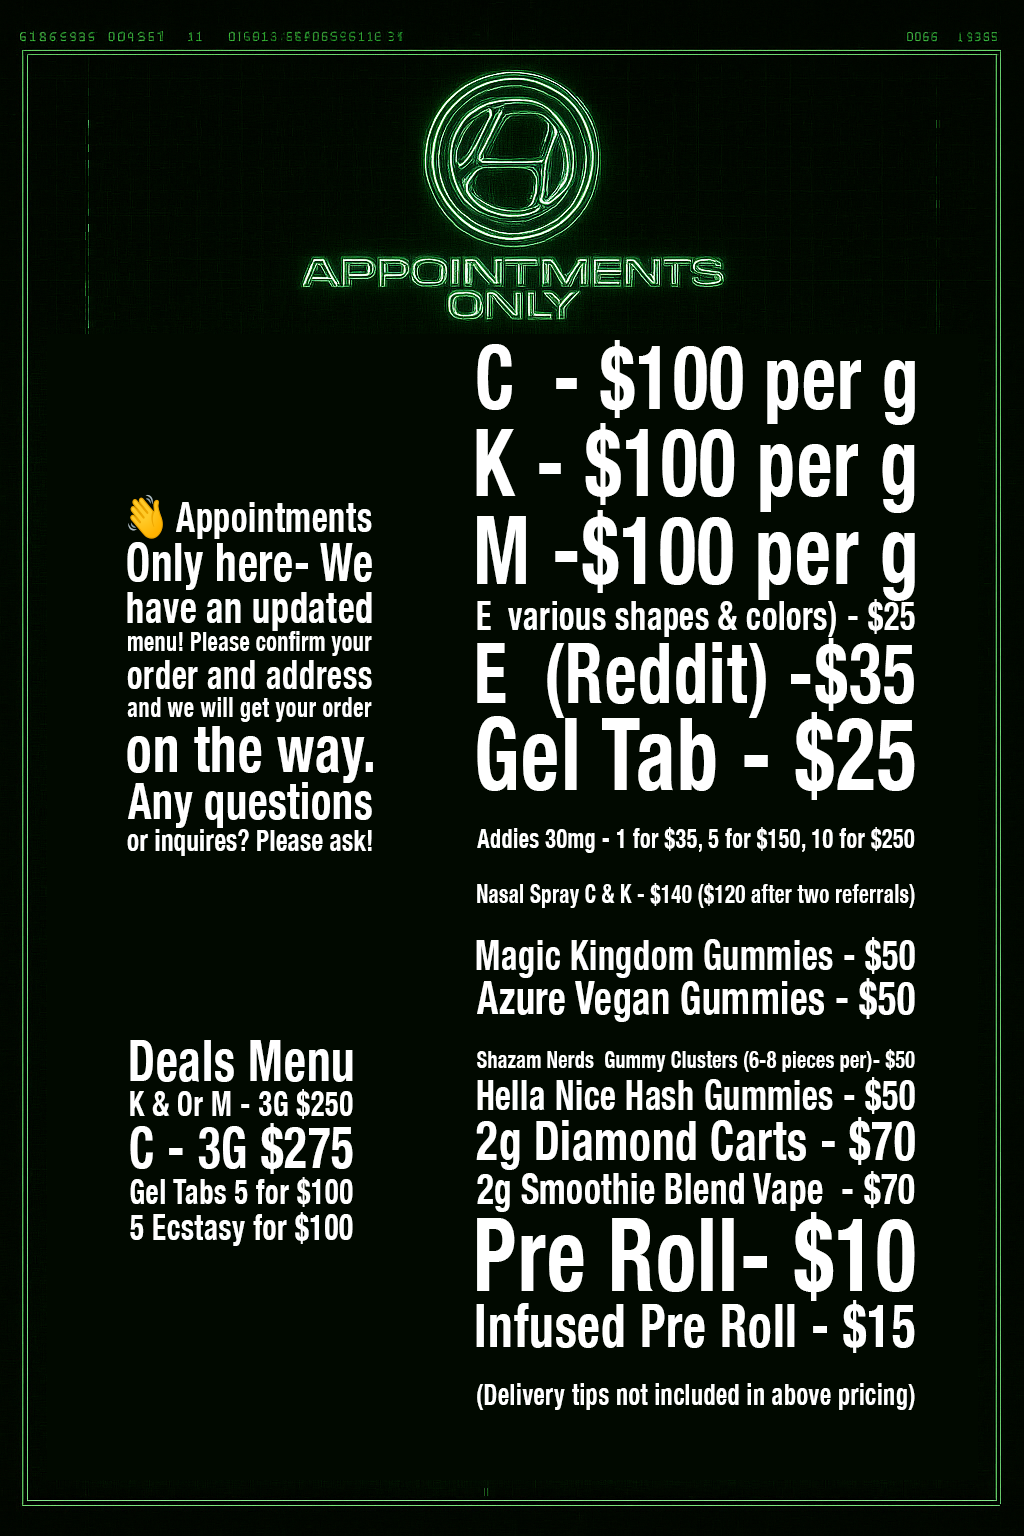 APPOINTMENTS
ONLY
👋 Appointments
Only here- We
have an updated
menu! Please confirm your
order and address
and we will get your order
on the way.
Any questions
or inquires? Please ask!
Deals Menu
K & Or M - 3G $250
C - 3G $275
Gel Tabs 5 for $100
5 Ecstasy for $100
C - $100 per g
K - $100 per g
M -$100 per g
E various shapes & colors) - $25
E (Reddit) -$35
Gel Tab - $25
Addies 30mg - 1 for $35, 5 for $150, 10 for $250
Nasal Spray C & K - $140 ($120 after two referrals)
Magic Kingdom Gummies - $50
Azure Vegan Gummies - $50
Shazam Nerds Gummy Clusters (6-8 pieces per)- $50
Hella Nice Hash Gummies - $50
2g Diamond Carts - $70
2g Smoothie Blend Vape - $70
Pre Roll- $10
Infused Pre Roll - $15
(Delivery tips not included in above pricing)